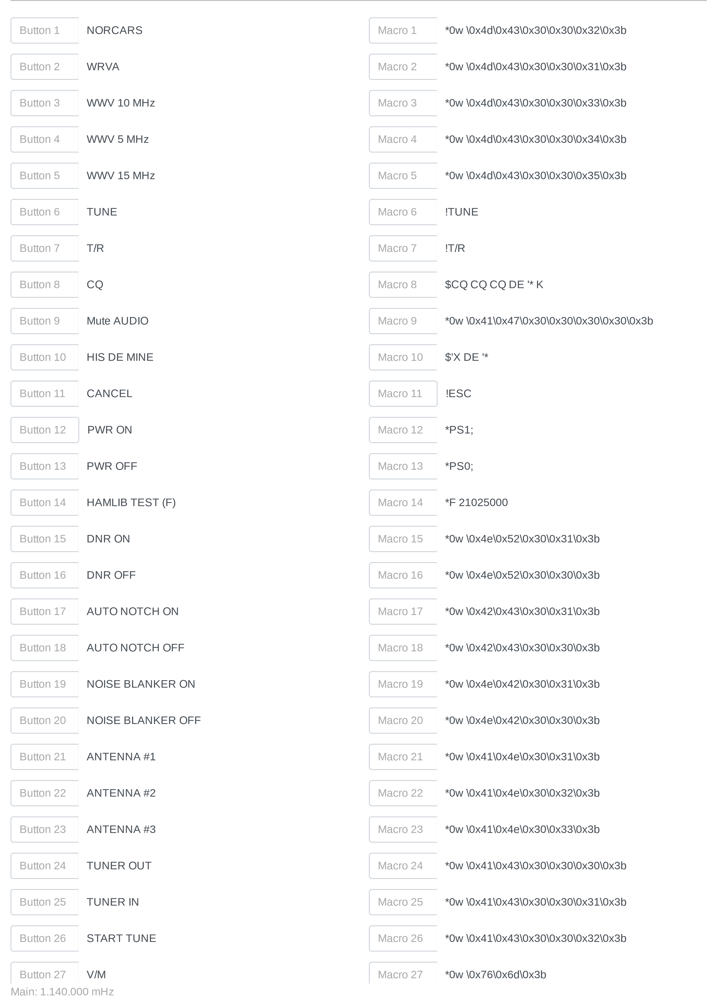 Button 1 NORCARS Macro 1 *0w \0x4d\0x43\0x30\0x30\0x32\0x3b
Button 2 WRVA Macro 2 *0w \0x4d\0x43\0x30\0x30\0x31\0x3b
Button 3 WWV 10 MHz Macro 3 *0w \0x4d\0x43\0x30\0x30\0x33\0x3b
Button 4 WWV 5 MHz Macro 4 *0w \0x4d\0x43\0x30\0x30\0x34\0x3b
Button 5 WWV 15 MHz Macro 5 *0w \0x4d\0x43\0x30\0x30\0x35\0x3b
Button 6 TUNE Macro 6 !TUNE
Button 7 T/R Macro 7 !T/R
Button 8 CQ Macro 8 $CQ CQ CQ DE '* K
Button 9 Mute AUDIO Macro 9 *0w \0x41\0x47\0x30\0x30\0x30\0x30\0x3b
Button 10 HIS DE MINE Macro 10 $'X DE '*
Button 11 CANCEL Macro 11 !ESC
Button 12 PWR ON Macro 12 *PS1;
Button 13 PWR OFF Macro 13 *PS0;
Button 14 HAMLIB TEST (F) Macro 14 *F 21025000
Button 15 DNR ON Macro 15 *0w \0x4e\0x52\0x30\0x31\0x3b
Button 16 DNR OFF Macro 16 *0w \0x4e\0x52\0x30\0x30\0x3b
Button 17 AUTO NOTCH ON Macro 17 *0w \0x42\0x43\0x30\0x31\0x3b
Button 18 AUTO NOTCH OFF Macro 18 *0w \0x42\0x43\0x30\0x30\0x3b
Button 19 NOISE BLANKER ON Macro 19 *0w \0x4e\0x42\0x30\0x31\0x3b
Button 20 NOISE BLANKER OFF Macro 20 *0w \0x4e\0x42\0x30\0x30\0x3b
Button 21 ANTENNA #1 Macro 21 *0w \0x41\0x4e\0x30\0x31\0x3b
Button 22 ANTENNA #2 Macro 22 *0w \0x41\0x4e\0x30\0x32\0x3b
Button 23 ANTENNA #3 Macro 23 *0w \0x41\0x4e\0x30\0x33\0x3b
Button 24 TUNER OUT Macro 24 *0w \0x41\0x43\0x30\0x30\0x30\0x3b
Button 25 TUNER IN Macro 25 *0w \0x41\0x43\0x30\0x30\0x31\0x3b
Button 26 START TUNE Macro 26 *0w \0x41\0x43\0x30\0x30\0x32\0x3b
Button 27 V/M Macro 27 *0w \0x76\0x6d\0x3b
Main: 1.140.000 mHz